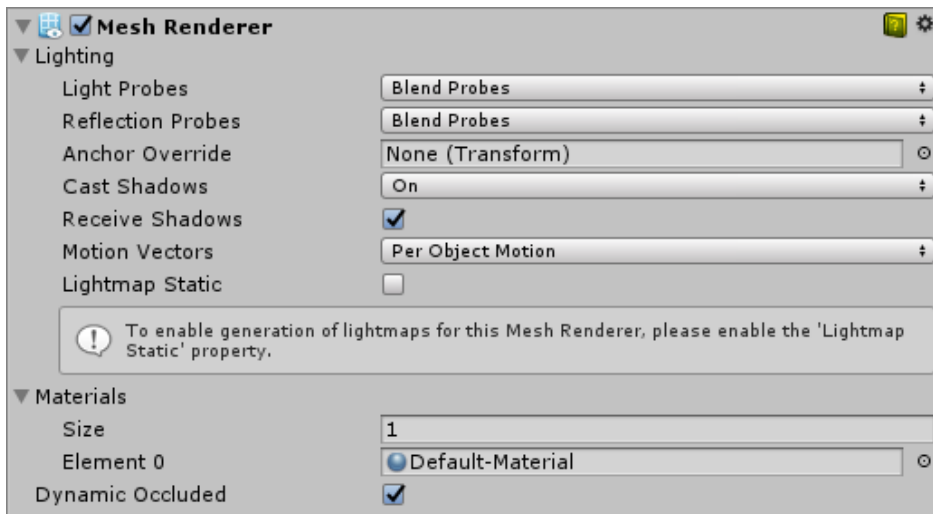 Mesh Renderer
Lighting
Light Probes Blend Probes
Reflection Probes Blend Probes
Anchor Override None (Transform)
Cast Shadows On
Receive Shadows
Motion Vectors Per Object Motion
Lightmap Static
To enable generation of lightmaps for this Mesh Renderer, please enable the 'Lightmap
Static' property.
Materials
Size 1
Element 0 Default-Material
Dynamic Occluded